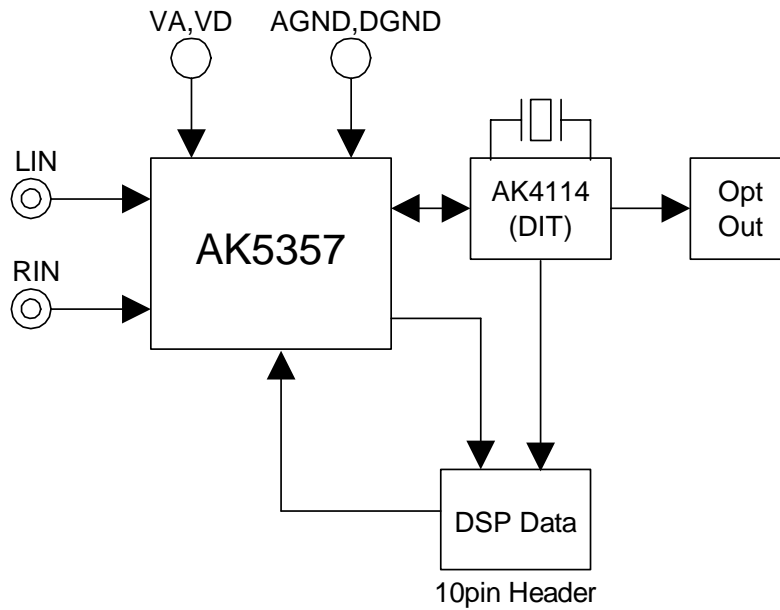 VA,VD
AGND,DGND
LIN
RIN
AK5357
AK4114
(DIT)
Opt
Out
DSP Data
10pin Header